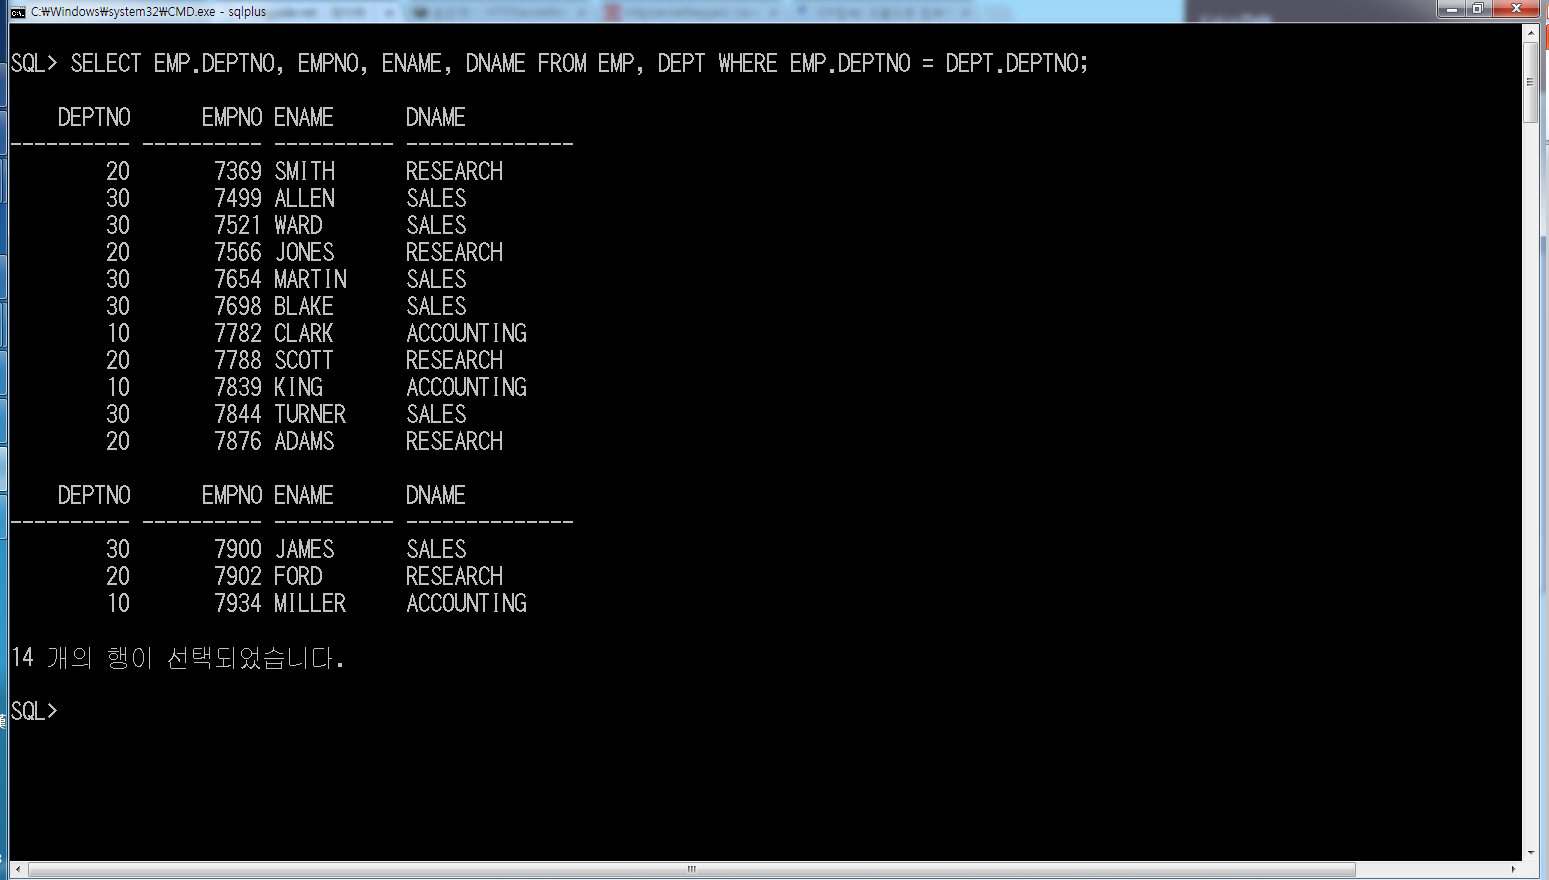 C:\Windows\system32\CMD.exe - sqlplus
SQL> SELECT EMP.DEPTNO, EMPNO, ENAME, DNAME FROM EMP, DEPT WHERE EMP.DEPTNO = DEPT.DEPTNO;
DEPTNO EMPNO ENAME DNAME
---------- ---------- ---------- --------------
20 7369 SMITH RESEARCH
30 7499 ALLEN SALES
30 7521 WARD SALES
20 7566 JONES RESEARCH
30 7654 MARTIN SALES
30 7698 BLAKE SALES
10 7782 CLARK ACCOUNTING
20 7788 SCOTT RESEARCH
10 7839 KING ACCOUNTING
30 7844 TURNER SALES
20 7876 ADAMS RESEARCH
DEPTNO EMPNO ENAME DNAME
---------- ---------- ---------- --------------
30 7900 JAMES SALES
20 7902 FORD RESEARCH
10 7934 MILLER ACCOUNTING
14 개의 행이 선택되었습니다.
SQL>